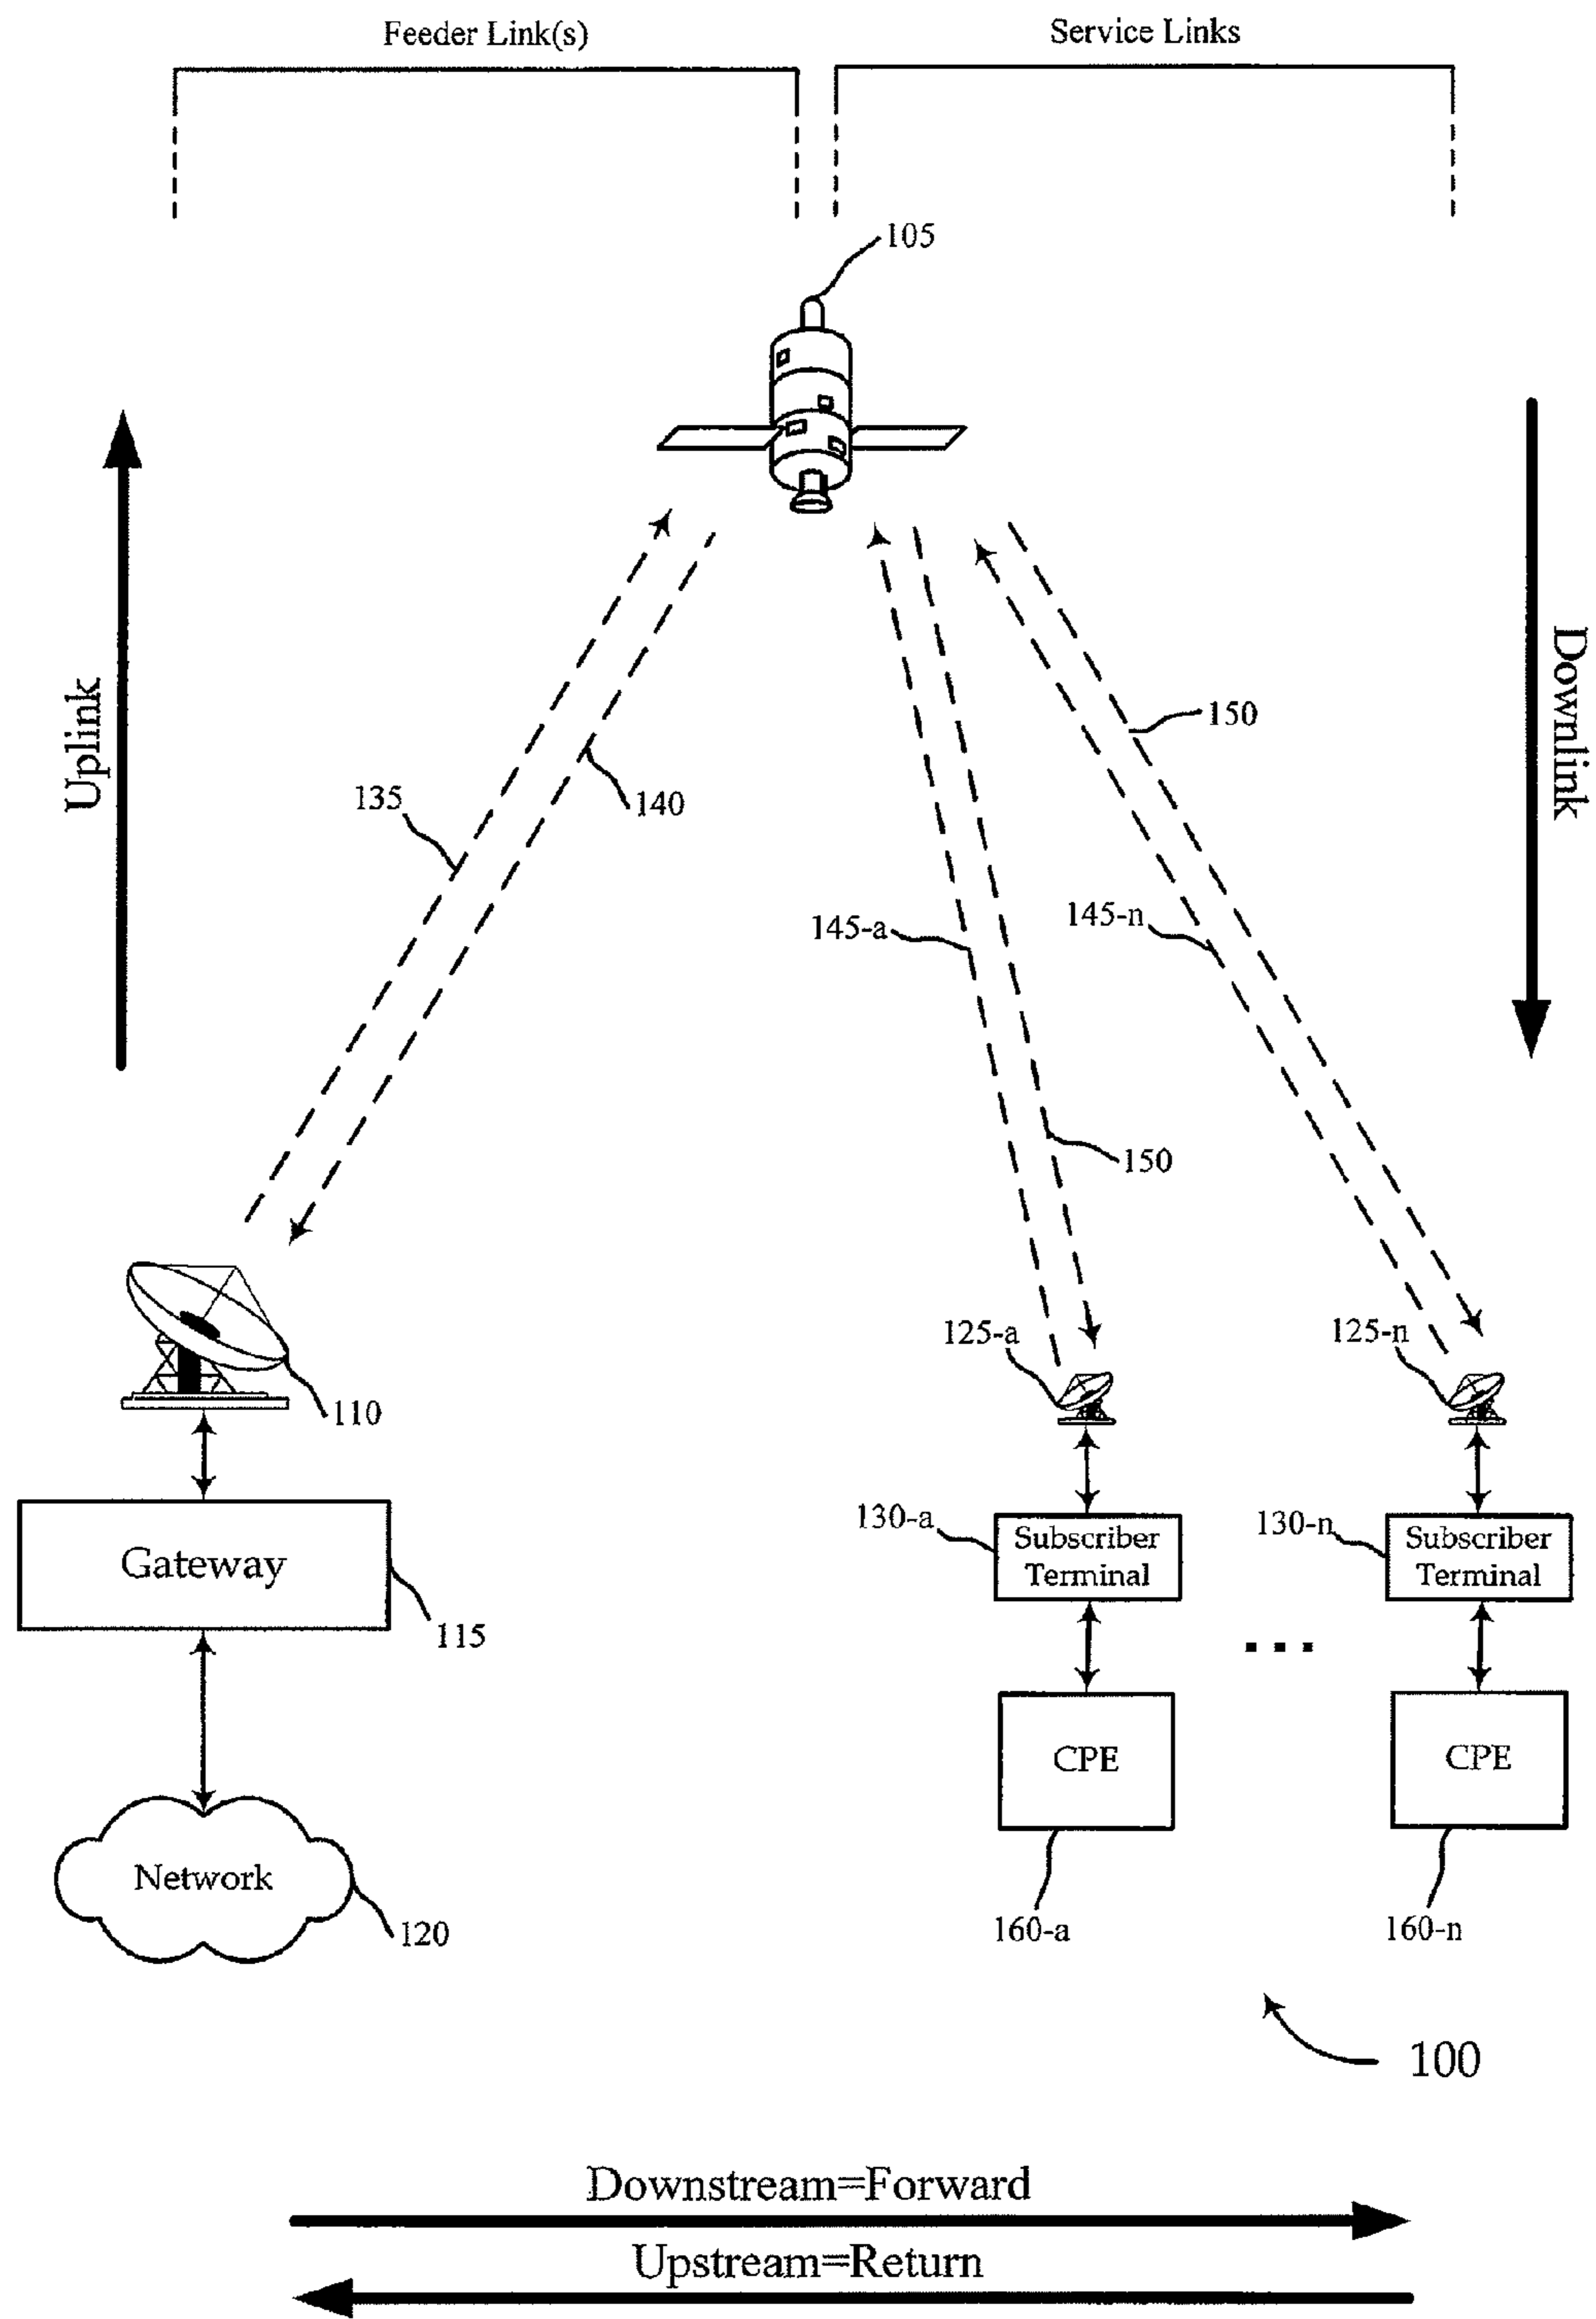 Feeder Link(s)
Service Links
105
Uplink
Downlink
150
135
140
145-a
145-n
150
125-a
125-n
110
130-a
Subscriber
Terminal
130-n
Subscriber
Terminal
Gateway
115
...
CPE
CPE
Network
120
160-a
160-n
100
Downstream=Forward
Upstream=Return